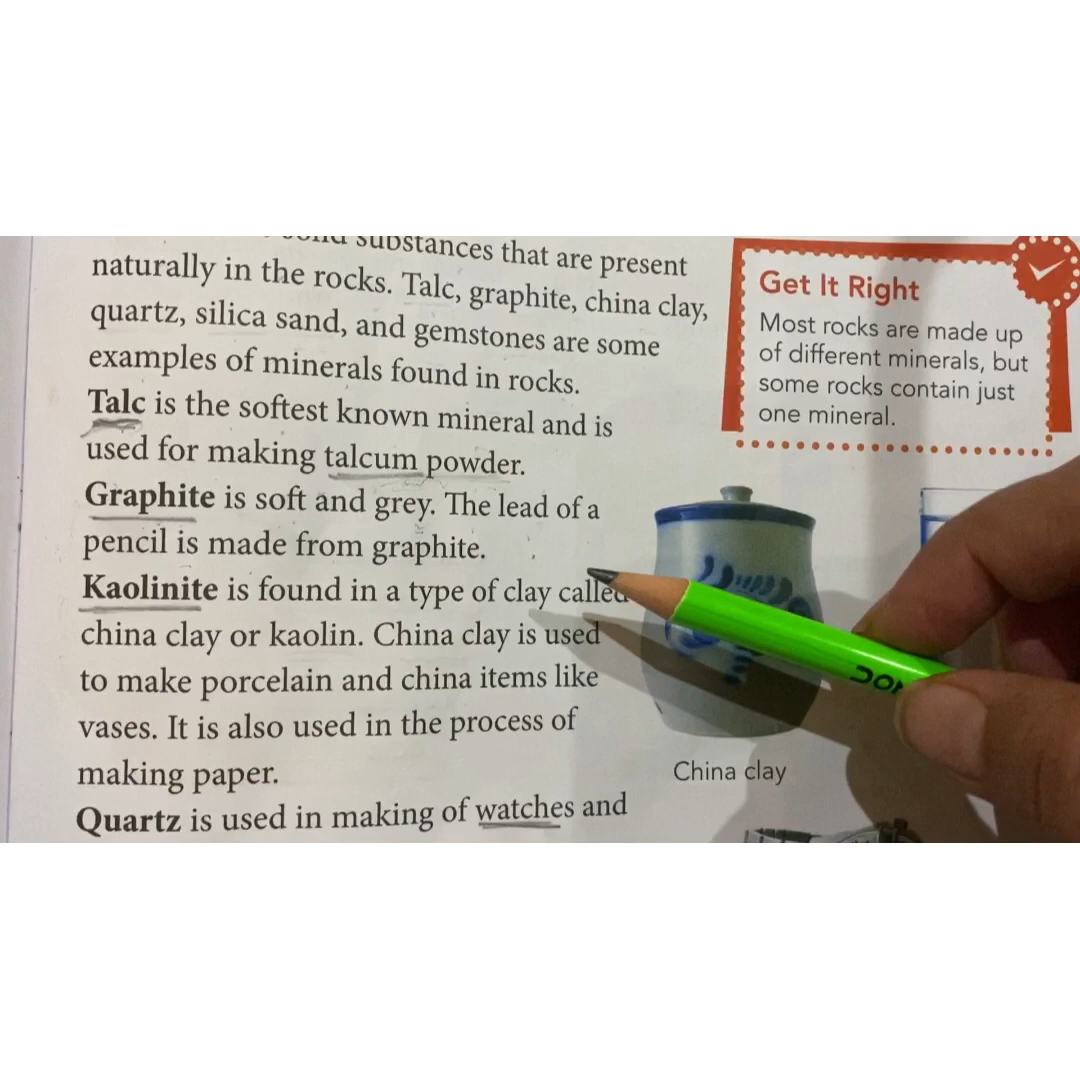 substances that are present
naturally in the rocks. Talc, graphite, china clay,
quartz, silica sand, and gemstones are some
examples of minerals found in rocks.
Talc is the softest known mineral and is
used for making talcum powder.
Graphite is soft and grey. The lead of a
pencil is made from graphite.
Kaolinite is found in a type of clay called
china clay or kaolin. China clay is used
to make porcelain and china items like
vases. It is also used in the process of
making paper.
Quartz is used in making of watches and
Get It Right
Most rocks are made up
of different minerals, but
some rocks contain just
one mineral.
China clay